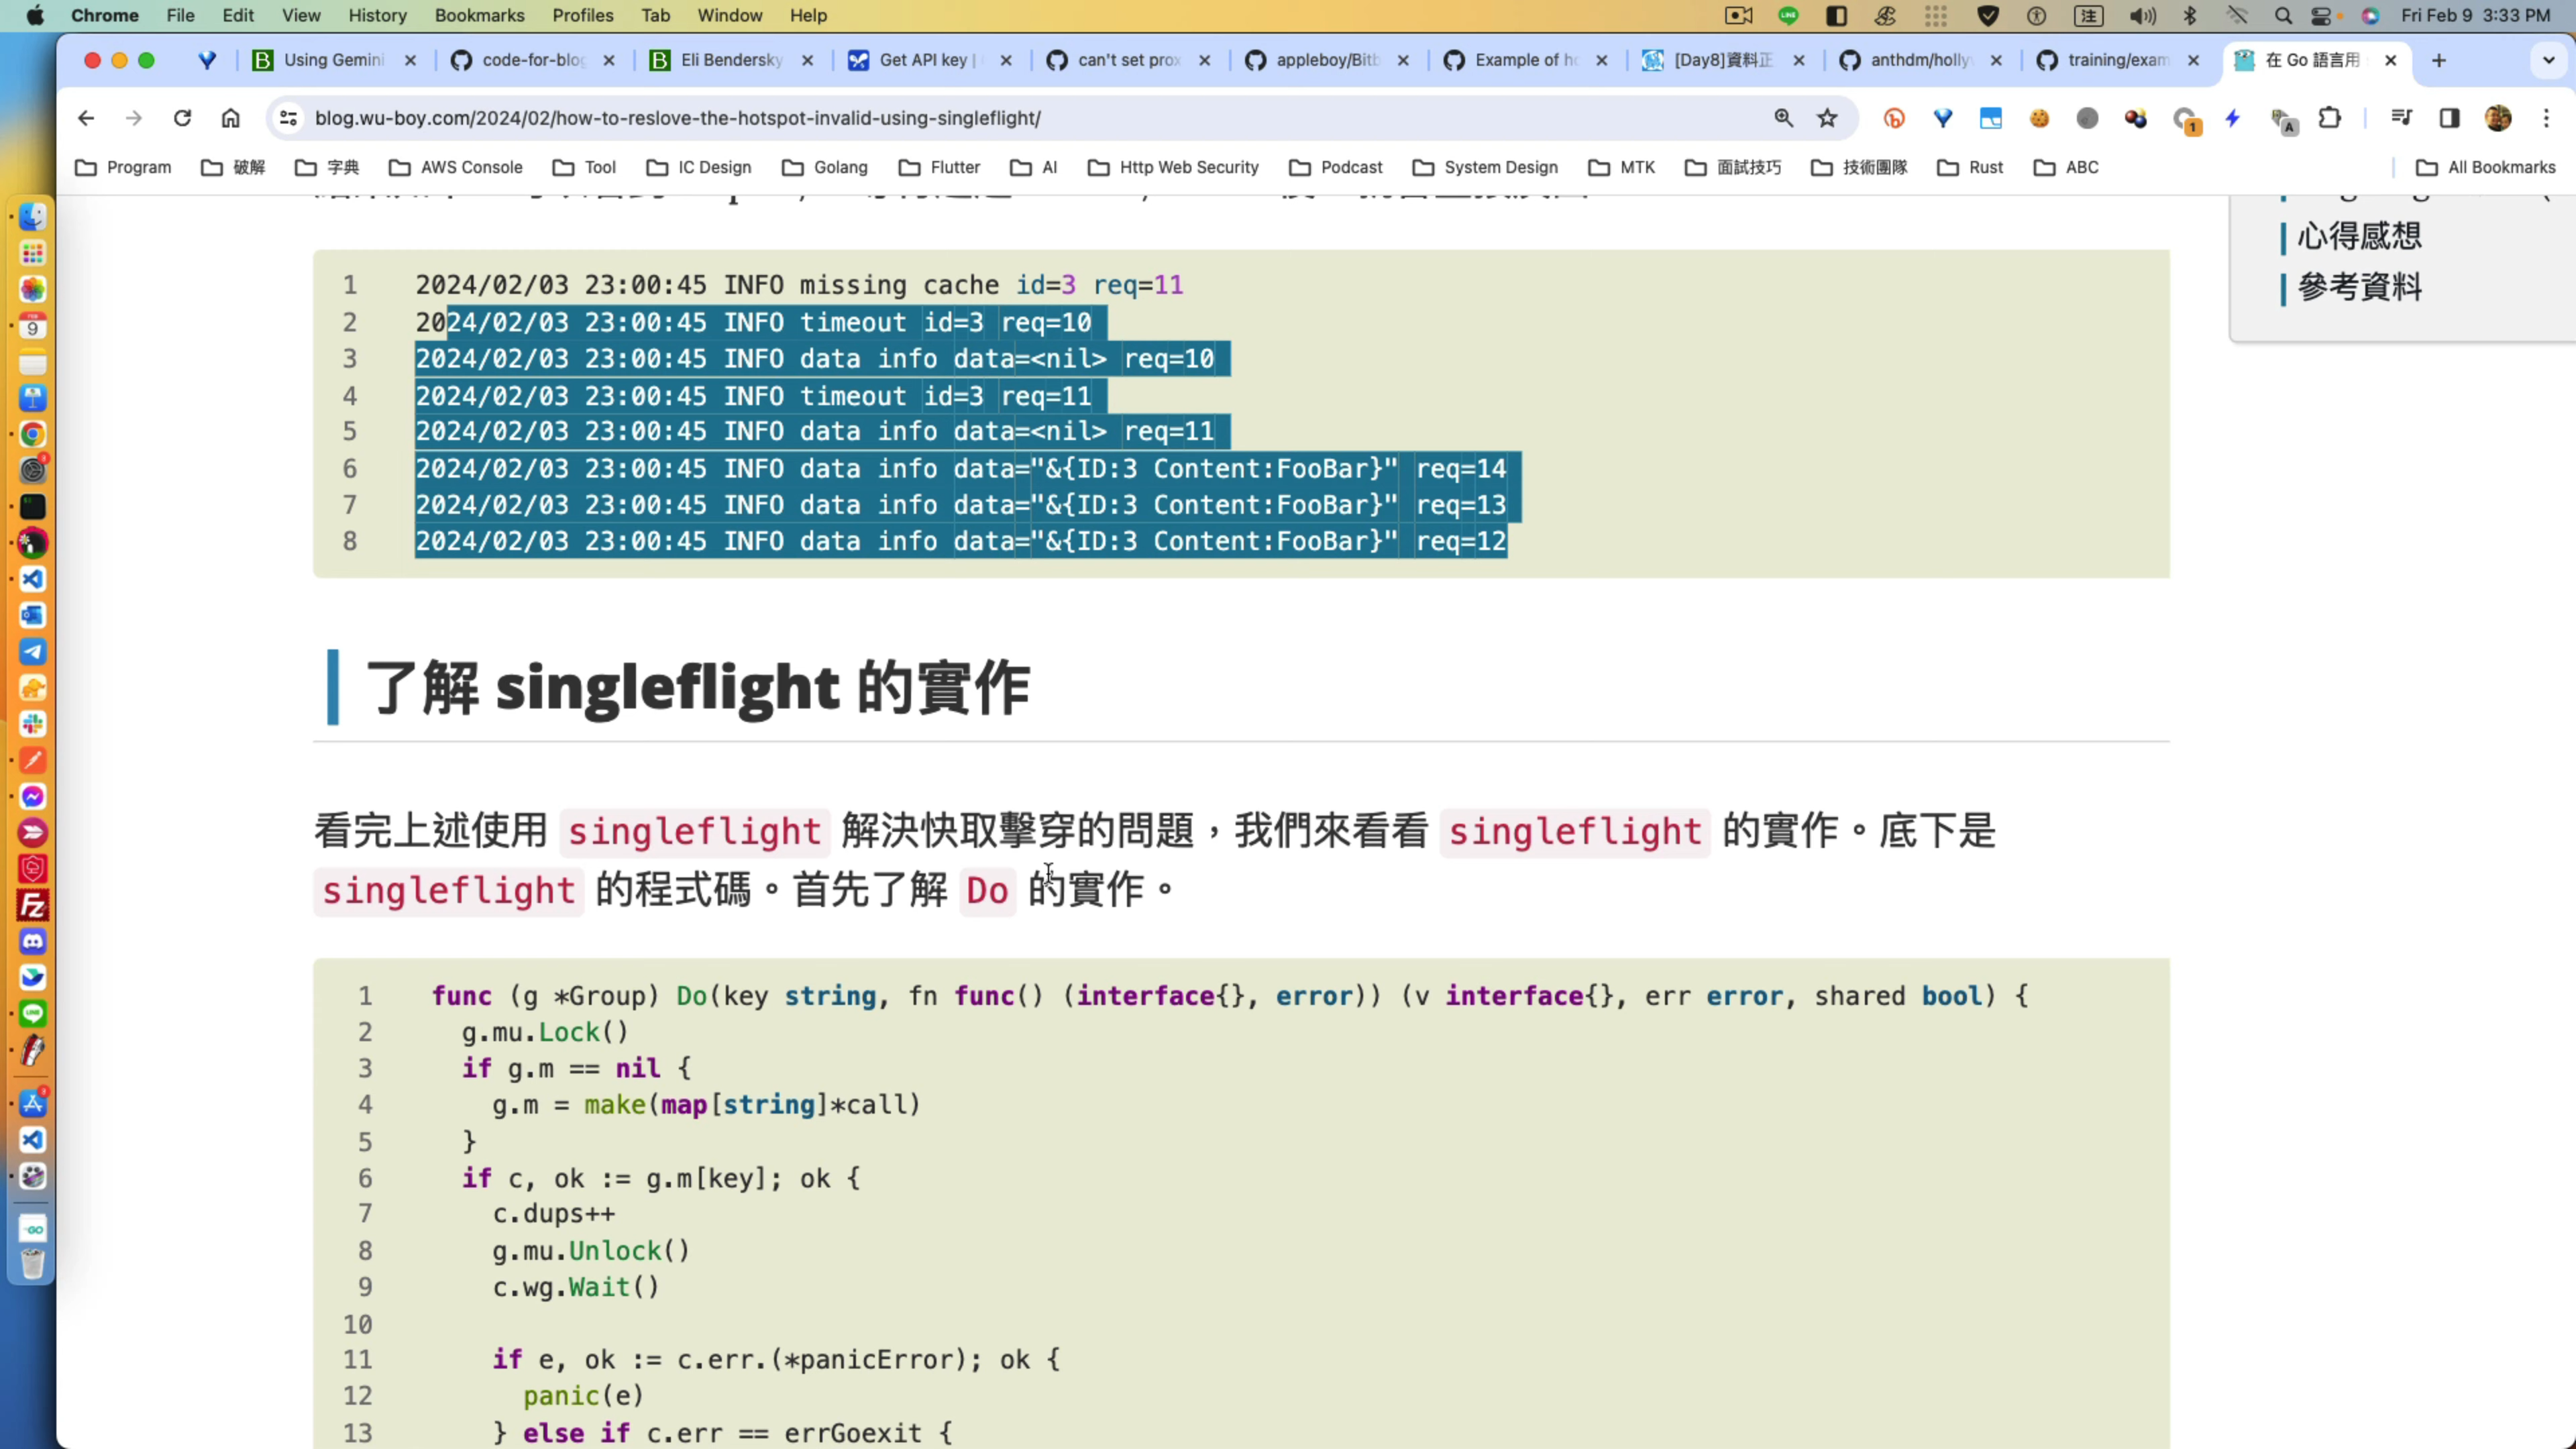 Chrome File Edit View History Bookmarks Profiles Tab Window Help 注 Fri Feb 9 3:33 PM
Using Gemini code-for-blo Eli Bendersky Get API key | can't set prox appleboy/Bitb Example of ho [Day8]資料正 anthdm/holly training/exam 在 Go 語言用
blog.wu-boy.com/2024/02/how-to-reslove-the-hotspot-invalid-using-singleflight/
Program 破解 字典 AWS Console Tool IC Design Golang Flutter AI Http Web Security Podcast System Design MTK 面試技巧 技術團隊 Rust ABC All Bookmarks
心得感想
參考資料
1 2024/02/03 23:00:45 INFO missing cache id=3 req=11
2 2024/02/03 23:00:45 INFO timeout id=3 req=10
3 2024/02/03 23:00:45 INFO data info data=<nil> req=10
4 2024/02/03 23:00:45 INFO timeout id=3 req=11
5 2024/02/03 23:00:45 INFO data info data=<nil> req=11
6 2024/02/03 23:00:45 INFO data info data="&{ID:3 Content:FooBar}" req=14
7 2024/02/03 23:00:45 INFO data info data="&{ID:3 Content:FooBar}" req=13
8 2024/02/03 23:00:45 INFO data info data="&{ID:3 Content:FooBar}" req=12
了解 singleflight 的實作
看完上述使用 singleflight 解決快取擊穿的問題，我們來看看 singleflight 的實作。底下是
singleflight 的程式碼。首先了解 Do 的實作。
1 func (g *Group) Do(key string, fn func() (interface{}, error)) (v interface{}, err error, shared bool) {
2 g.mu.Lock()
3 if g.m == nil {
4 g.m = make(map[string]*call)
5 }
6 if c, ok := g.m[key]; ok {
7 c.dups++
8 g.mu.Unlock()
9 c.wg.Wait()
10
11 if e, ok := c.err.(*panicError); ok {
12 panic(e)
13 } else if c.err == errGoexit {